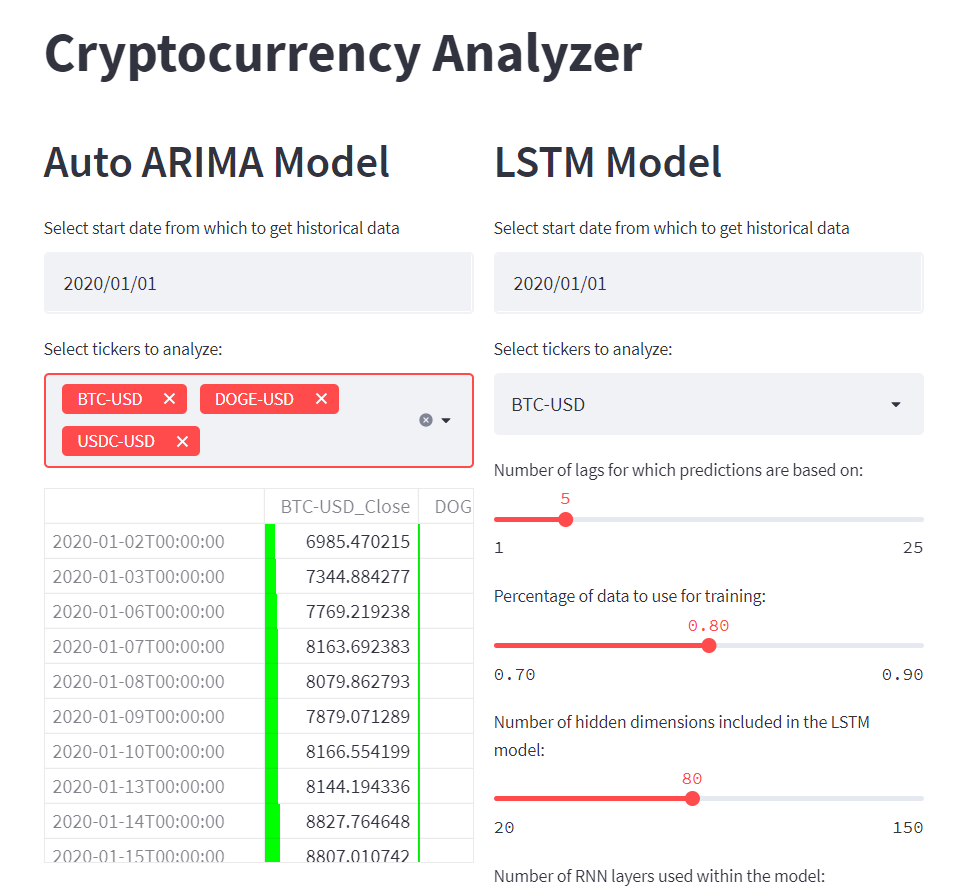 Cryptocurrency Analyzer
Auto ARIMA Model
Select start date from which to get historical data
2020/01/01
Select tickers to analyze:
BTC-USD
DOGE-USD
USDC-USD
BTC-USD_Close DOG
2020-01-02T00:00:00 6985.470215
2020-01-03T00:00:00 7344.884277
2020-01-06T00:00:00 7769.219238
2020-01-07T00:00:00 8163.692383
2020-01-08T00:00:00 8079.862793
2020-01-09T00:00:00 7879.071289
2020-01-10T00:00:00 8166.554199
2020-01-13T00:00:00 8144.194336
2020-01-14T00:00:00 8827.764648
2020-01-15T00:00:00 8807.010742
LSTM Model
Select start date from which to get historical data
2020/01/01
Select tickers to analyze:
BTC-USD
Number of lags for which predictions are based on:
5
1 25
Percentage of data to use for training:
0.80
0.70 0.90
Number of hidden dimensions included in the LSTM
model:
80
20 150
Number of RNN layers used within the model: